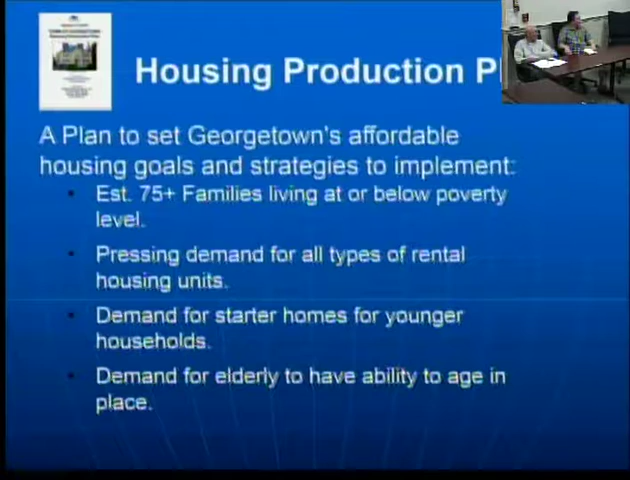 Housing Production P
A Plan to set Georgetown's affordable
housing goals and strategies to implement:
Est. 75+ Families living at or below poverty
level.
Pressing demand for all types of rental
housing units.
Demand for starter homes for younger
households.
Demand for elderly to have ability to age in
place.